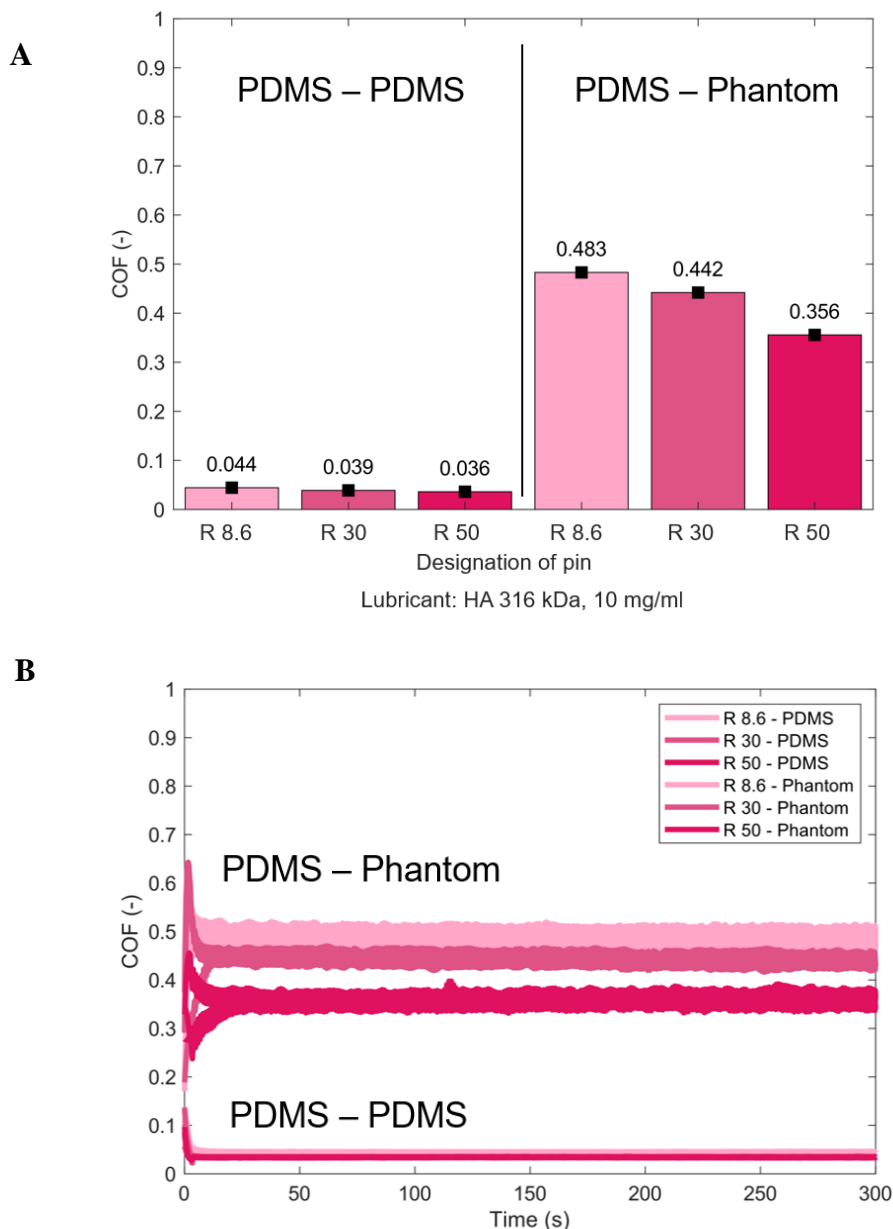 A
1
0.9
0.8
0.7
0.6
0.5
0.4
0.3
0.2
0.1
0
COF (-)
PDMS – PDMS
PDMS – Phantom
0.044
0.039
0.036
0.483
0.442
0.356
R 8.6
R 30
R 50
R 8.6
R 30
R 50
Designation of pin
Lubricant: HA 316 kDa, 10 mg/ml
B
1
0.9
0.8
0.7
0.6
0.5
0.4
0.3
0.2
0.1
0
COF (-)
R 8.6 - PDMS
R 30 - PDMS
R 50 - PDMS
R 8.6 - Phantom
R 30 - Phantom
R 50 - Phantom
PDMS – Phantom
PDMS – PDMS
0
50
100
150
200
250
300
Time (s)